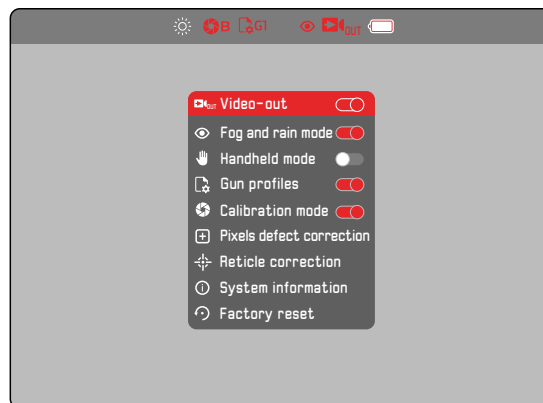 B G1 OUT
OUT Video-out
Fog and rain mode
Handheld mode
Gun profiles
Calibration mode
Pixels defect correction
Reticle correction
System information
Factory reset